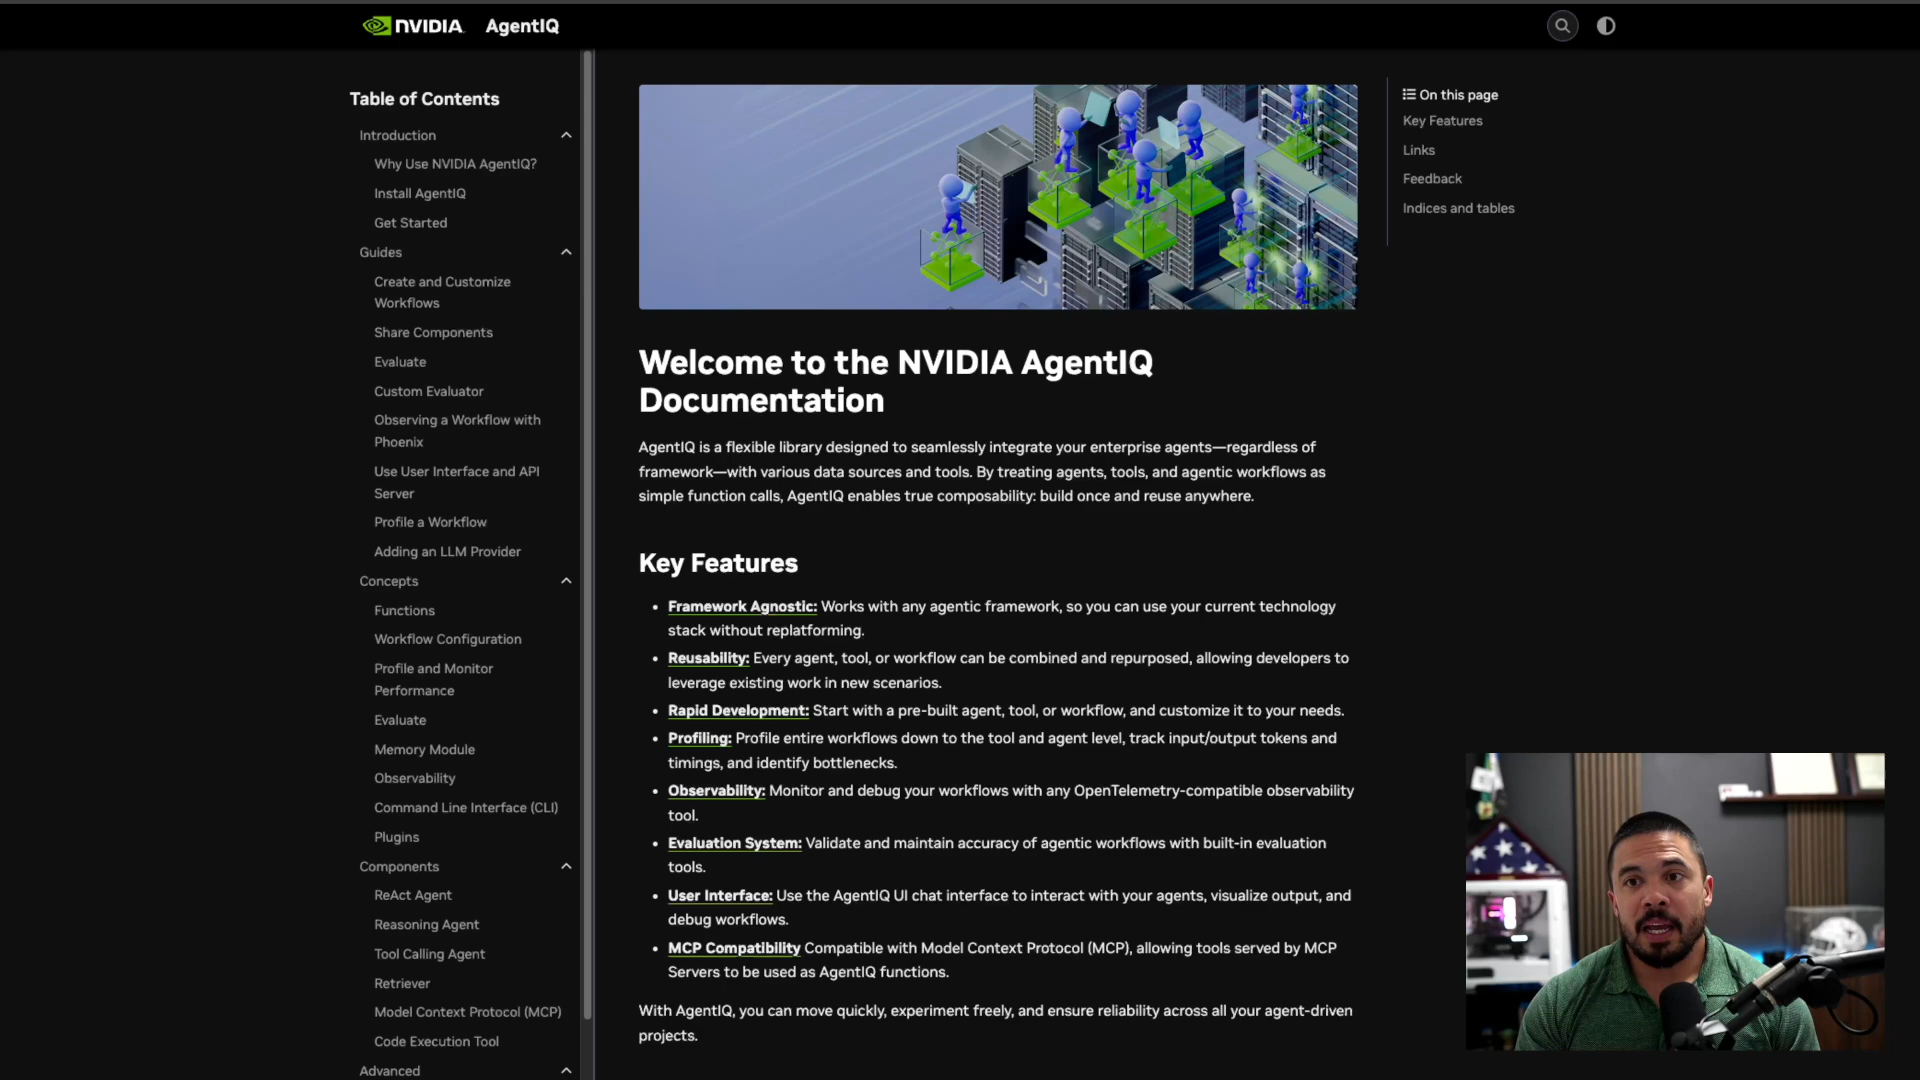 NVIDIA AgentIQ
Table of Contents
Introduction
Why Use NVIDIA AgentIQ?
Install AgentIQ
Get Started
Guides
Create and Customize
Workflows
Share Components
Evaluate
Custom Evaluator
Observing a Workflow with
Phoenix
Use User Interface and API
Server
Profile a Workflow
Adding an LLM Provider
Concepts
Functions
Workflow Configuration
Profile and Monitor
Performance
Evaluate
Memory Module
Observability
Command Line Interface (CLI)
Plugins
Components
ReAct Agent
Reasoning Agent
Tool Calling Agent
Retriever
Model Context Protocol (MCP)
Code Execution Tool
Advanced
Welcome to the NVIDIA AgentIQ
Documentation
AgentIQ is a flexible library designed to seamlessly integrate your enterprise agents—regardless of
framework—with various data sources and tools. By treating agents, tools, and agentic workflows as
simple function calls, AgentIQ enables true composability: build once and reuse anywhere.
Key Features
• Framework Agnostic: Works with any agentic framework, so you can use your current technology
stack without replatforming.
• Reusability: Every agent, tool, or workflow can be combined and repurposed, allowing developers to
leverage existing work in new scenarios.
• Rapid Development: Start with a pre-built agent, tool, or workflow, and customize it to your needs.
• Profiling: Profile entire workflows down to the tool and agent level, track input/output tokens and
timings, and identify bottlenecks.
• Observability: Monitor and debug your workflows with any OpenTelemetry-compatible observability
tool.
• Evaluation System: Validate and maintain accuracy of agentic workflows with built-in evaluation
tools.
• User Interface: Use the AgentIQ UI chat interface to interact with your agents, visualize output, and
debug workflows.
• MCP Compatibility Compatible with Model Context Protocol (MCP), allowing tools served by MCP
Servers to be used as AgentIQ functions.
With AgentIQ, you can move quickly, experiment freely, and ensure reliability across all your agent-driven
projects.
On this page
Key Features
Links
Feedback
Indices and tables